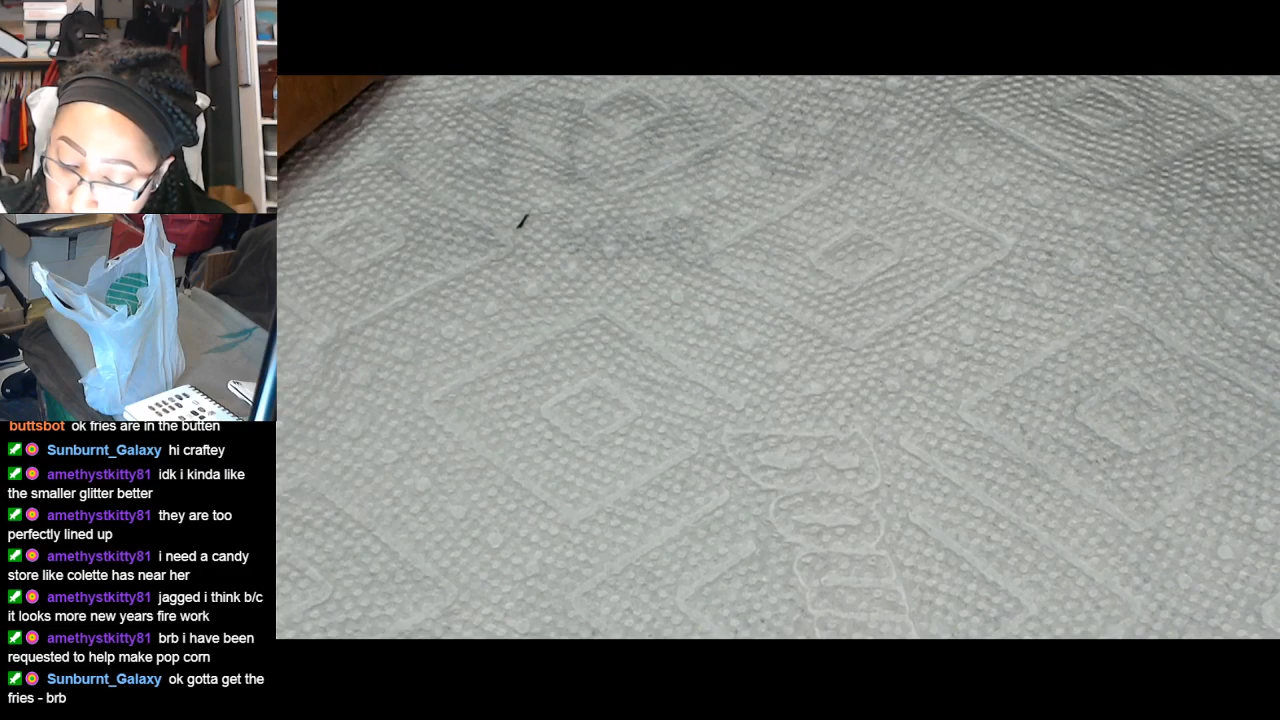 buttsbot ok fries are in the butten
Sunburnt_Galaxy hi craftey
amethystkitty81 idk i kinda like
the smaller glitter better
amethystkitty81 they are too
perfectly lined up
amethystkitty81 i need a candy
store like colette has near her
amethystkitty81 jagged i think b/c
it looks more new years fire work
amethystkitty81 brb i have been
requested to help make pop corn
Sunburnt_Galaxy ok gotta get the
fries - brb